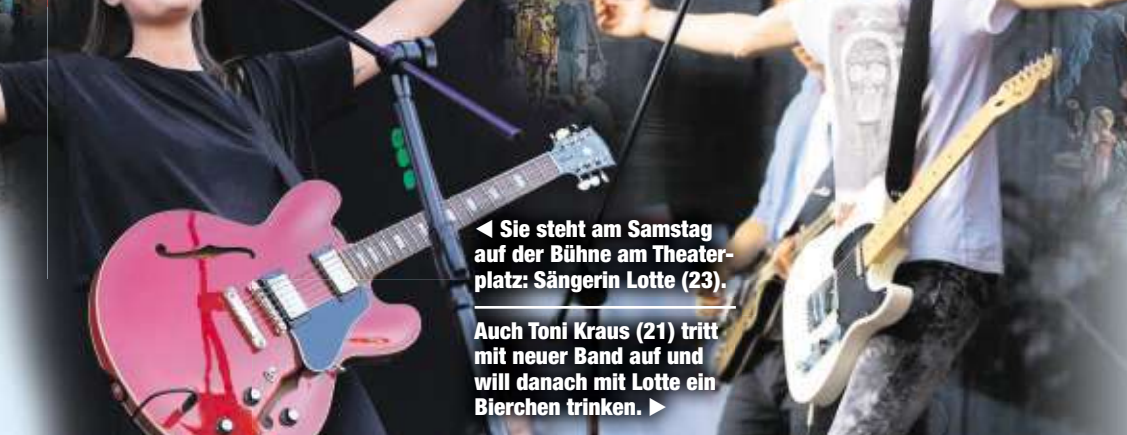 ◀ Sie steht am Samstag
auf der Bühne am Theater-
platz: Sängerin Lotte (23).
Auch Toni Kraus (21) tritt
mit neuer Band auf und
will danach mit Lotte ein
Bierchen trinken. ▶